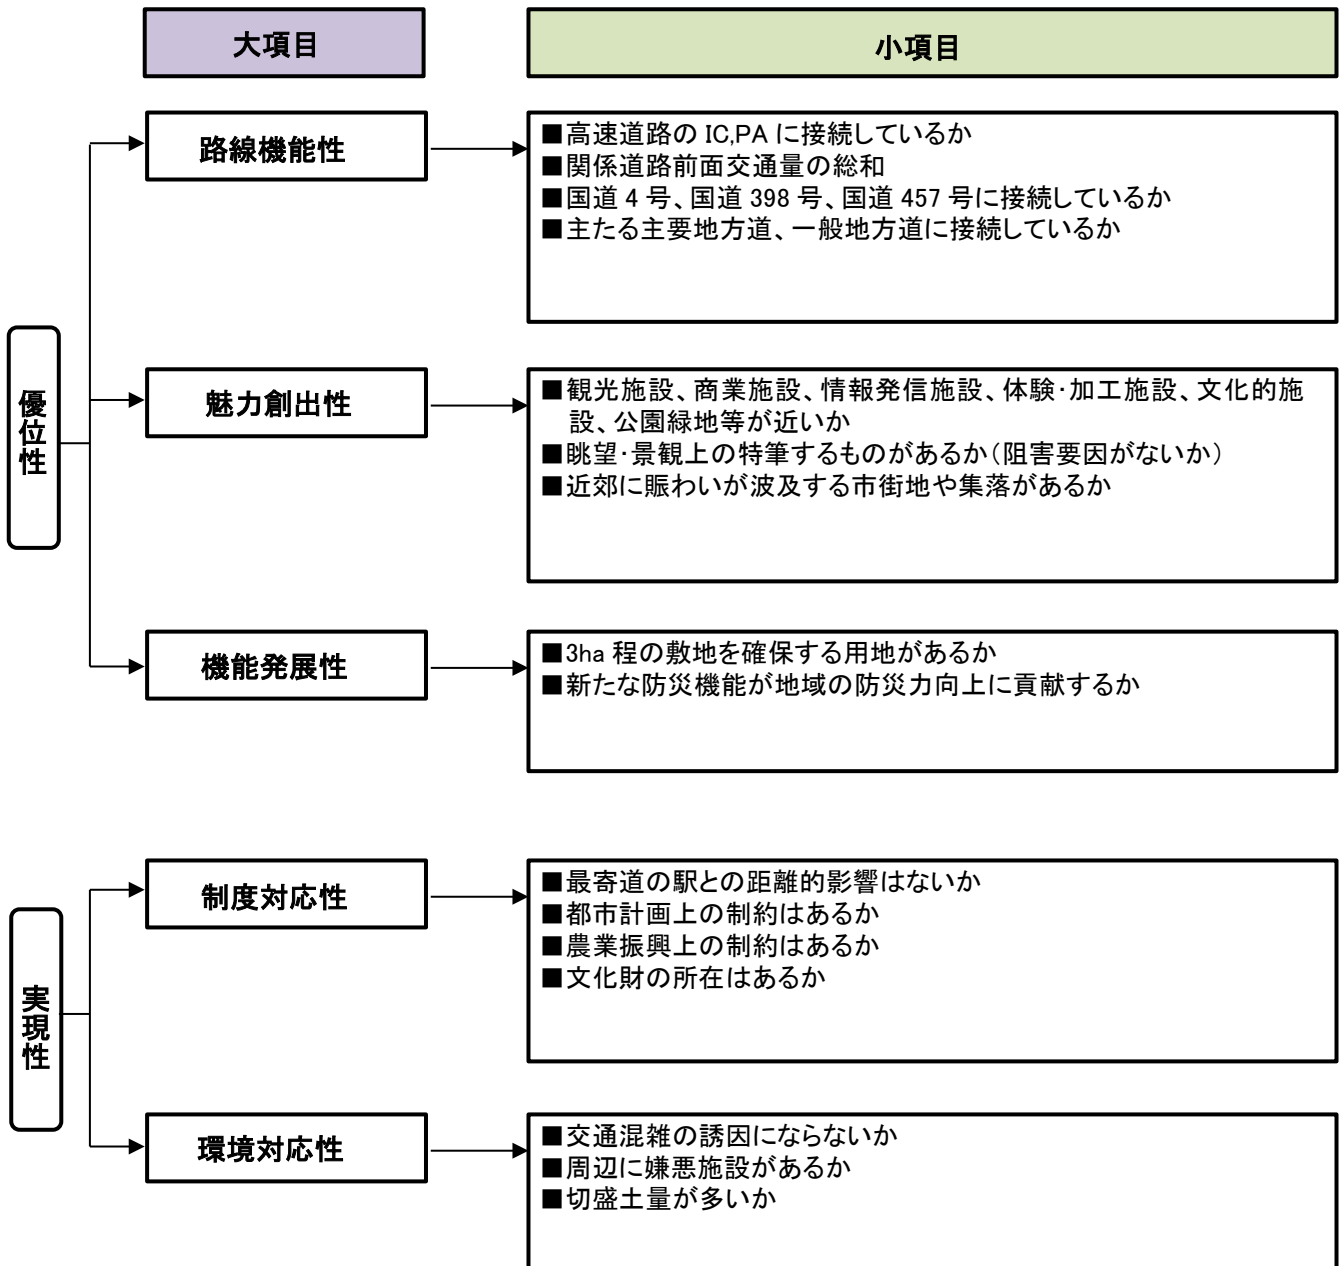 大項目
小項目
優位性
路線機能性
■高速道路の IC,PA に接続しているか
■関係道路前面交通量の総和
■国道 4 号、国道 398 号、国道 457 号に接続しているか
■主たる主要地方道、一般地方道に接続しているか
魅力創出性
■観光施設、商業施設、情報発信施設、体験・加工施設、文化的施
設、公園緑地等が近いか
■眺望・景観上の特筆するものがあるか（阻害要因がないか）
■近郊に賑わいが波及する市街地や集落があるか
機能発展性
■3ha 程の敷地を確保する用地があるか
■新たな防災機能が地域の防災力向上に貢献するか
実現性
制度対応性
■最寄道の駅との距離的影響はないか
■都市計画上の制約はあるか
■農業振興上の制約はあるか
■文化財の所在はあるか
環境対応性
■交通混雑の誘因にならないか
■周辺に嫌悪施設があるか
■切盛土量が多いか